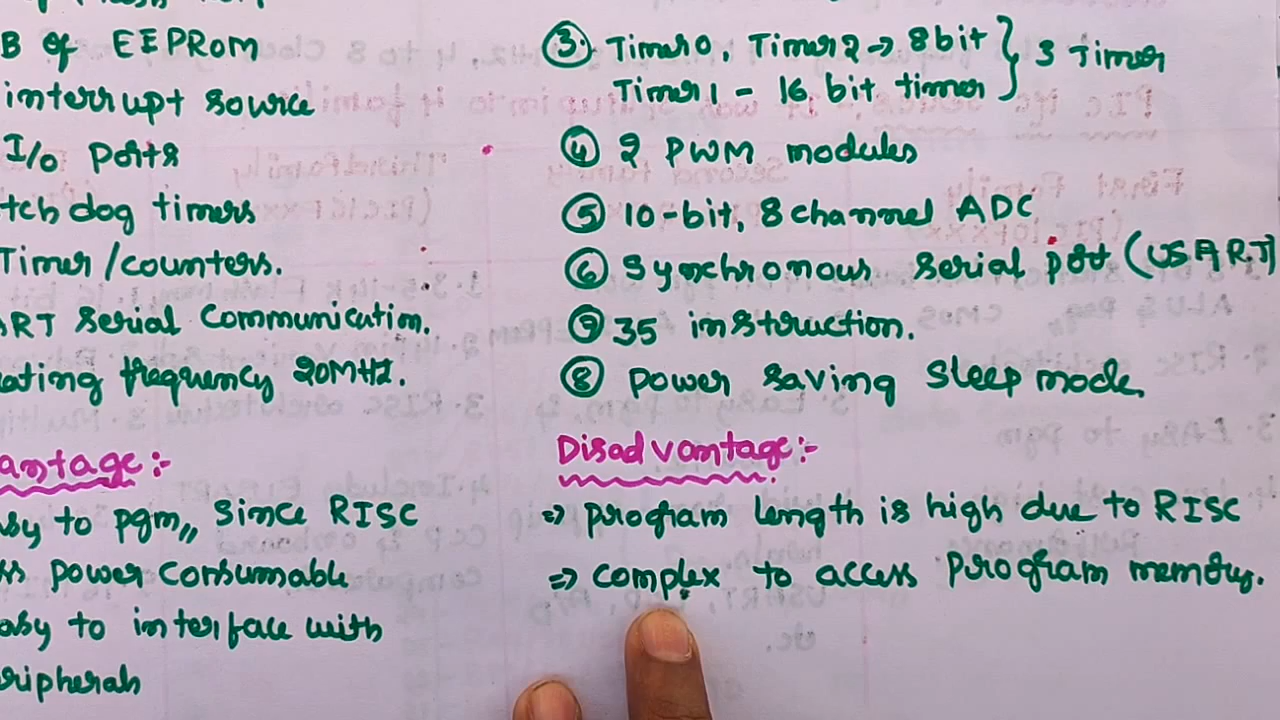 B of EEPROM
interrupt source
I/o ports
tch dog timers
Timer/counters.
ART Serial Communication.
ating frequency 20MHZ.
antage:-
sy to pgm,, Since RISC
ss power consumable
asy to interface with
ripherals
③ Timer0, Timer2 → 8bit } 3 Timer
Timer1 - 16 bit timer
④ 2 PWM modules
⑤ 10-bit, 8 channel ADC
⑥ Synchronous serial port (USART)
⑦ 35 instruction.
⑧ power saving sleep mode.
Disadvantage:-
⇒ program length is high due to RISC
⇒ complex to access program memory.